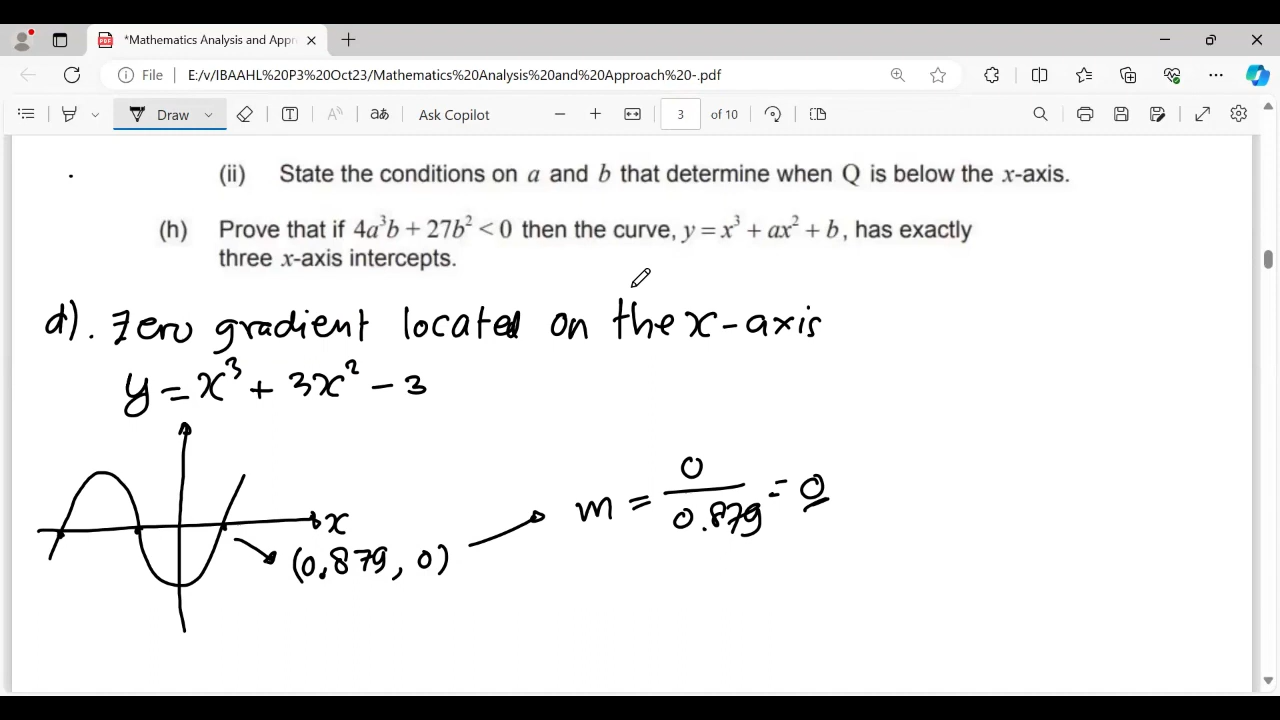 *Mathematics Analysis and Appr
File E:/v/IBAAHL%20P3%20Oct23/Mathematics%20Analysis%20and%20Approach%20-.pdf
Draw aあ Ask Copilot 3 of 10
(ii) State the conditions on a and b that determine when Q is below the x-axis.
(h) Prove that if 4a³b + 27b² < 0 then the curve, y = x³ + ax² + b, has exactly
three x-axis intercepts.
d). Zero gradient located on the x-axis
y = x³ + 3x² - 3
x
(0.879, 0)
m = 0/0.879 = 0